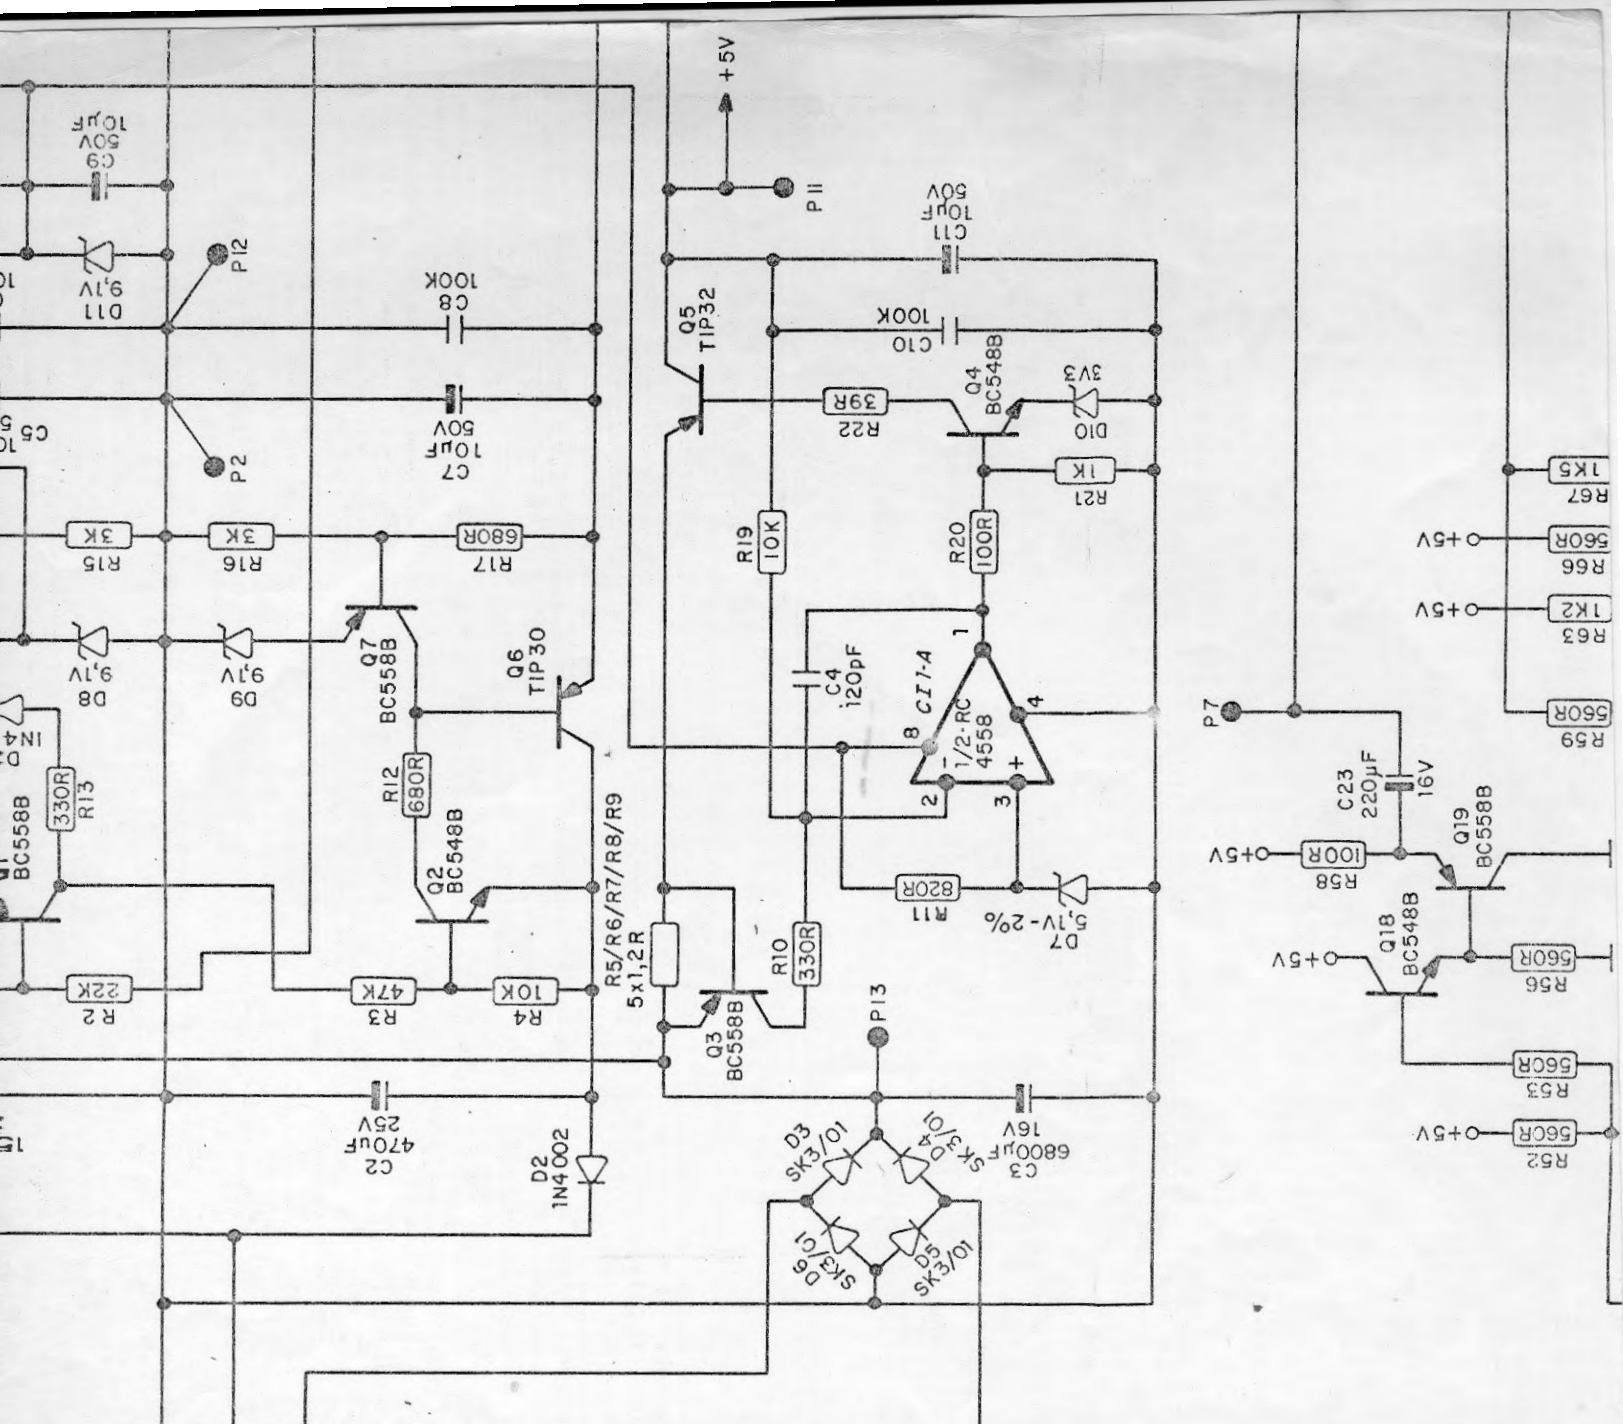 +5V
P11
C9
50V
10µF
P12
D11
9,1V
C8
100K
C11
10µF
50V
Q5
TIP32
C10
100K
Q4
BC548B
D10
3V3
R22
39R
C5
P2
C7
10µF
50V
R21
1K
R67
1K5
R15
3K
R16
3K
R17
680R
R19
10K
R20
100R
+5V
R66
560R
+5V
R63
1K2
D8
9,1V
D9
9,1V
Q7
BC558B
Q6
TIP30
C4
120pF
CI1-A
1
8
4
1/2-RC
4558
-
+
2
3
P7
R59
560R
R13
330R
R12
680R
C23
220µF
16V
BC558B
Q2
BC548B
R5/R6/R7/R8/R9
5x1,2R
R11
820R
D7
5,1V-2%
+5V
R58
100R
Q19
BC558B
Q18
BC548B
+5V
R56
560R
R10
330R
R2
22K
R3
47K
R4
10K
P13
Q3
BC558B
R53
560R
C2
470µF
25V
D2
1N4002
D3
SK3/01
D4
SK3/01
C3
6800µF
16V
+5V
R52
560R
D6
SK3/01
D5
SK3/01